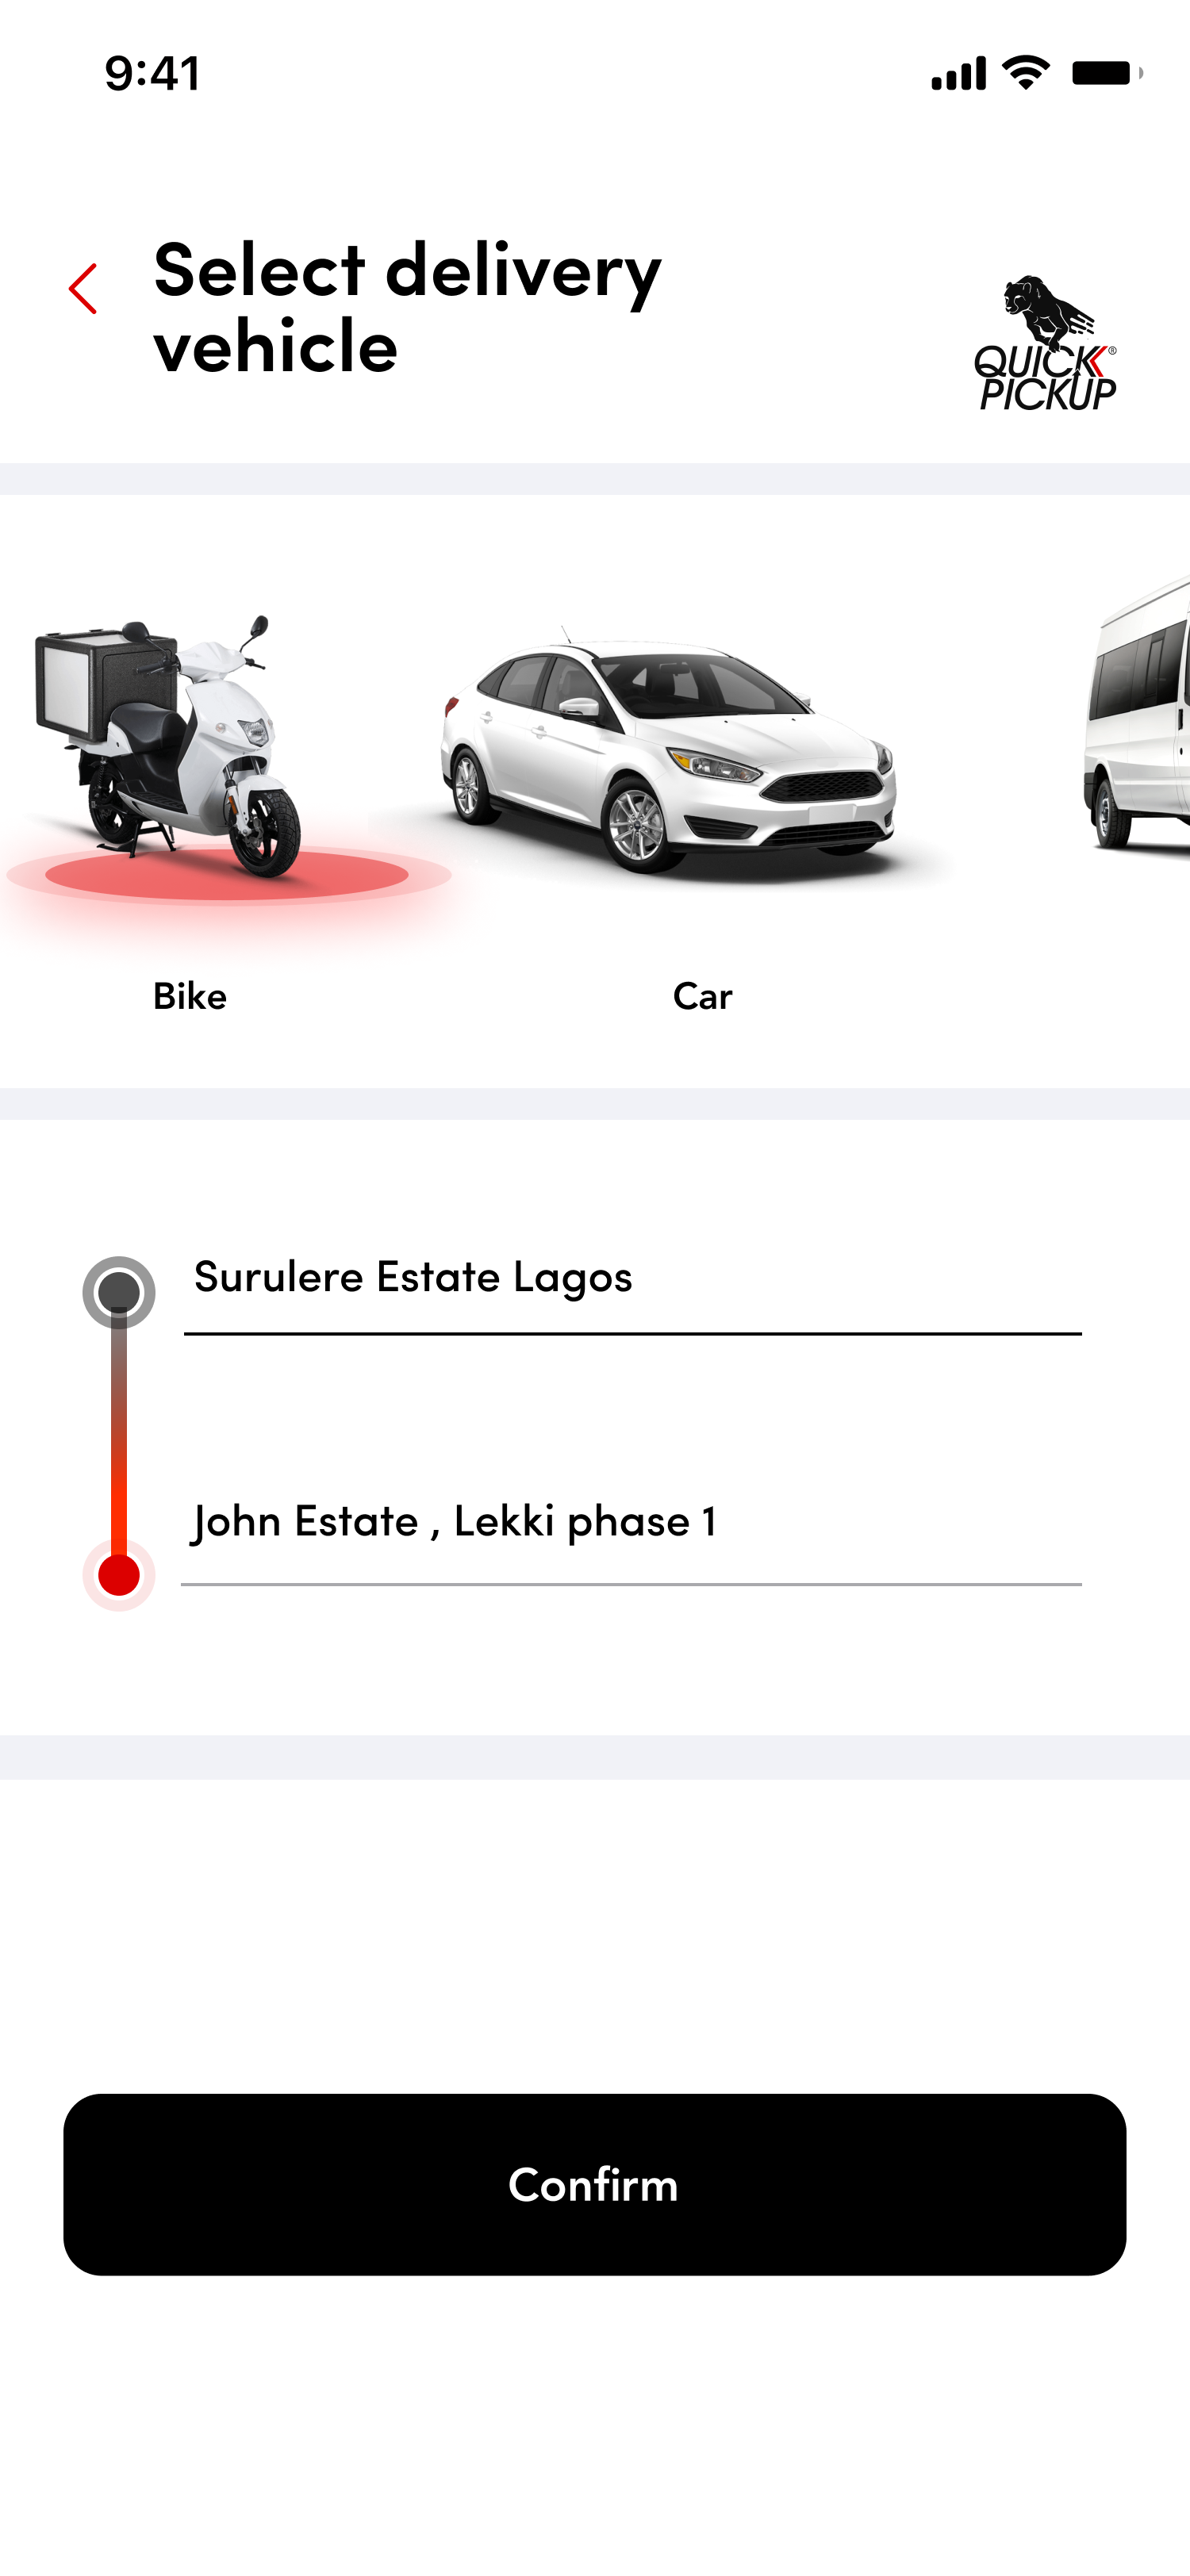 9:41
Select delivery
vehicle
QUICK®
PICKUP
Bike
Car
Surulere Estate Lagos
John Estate , Lekki phase 1
Confirm